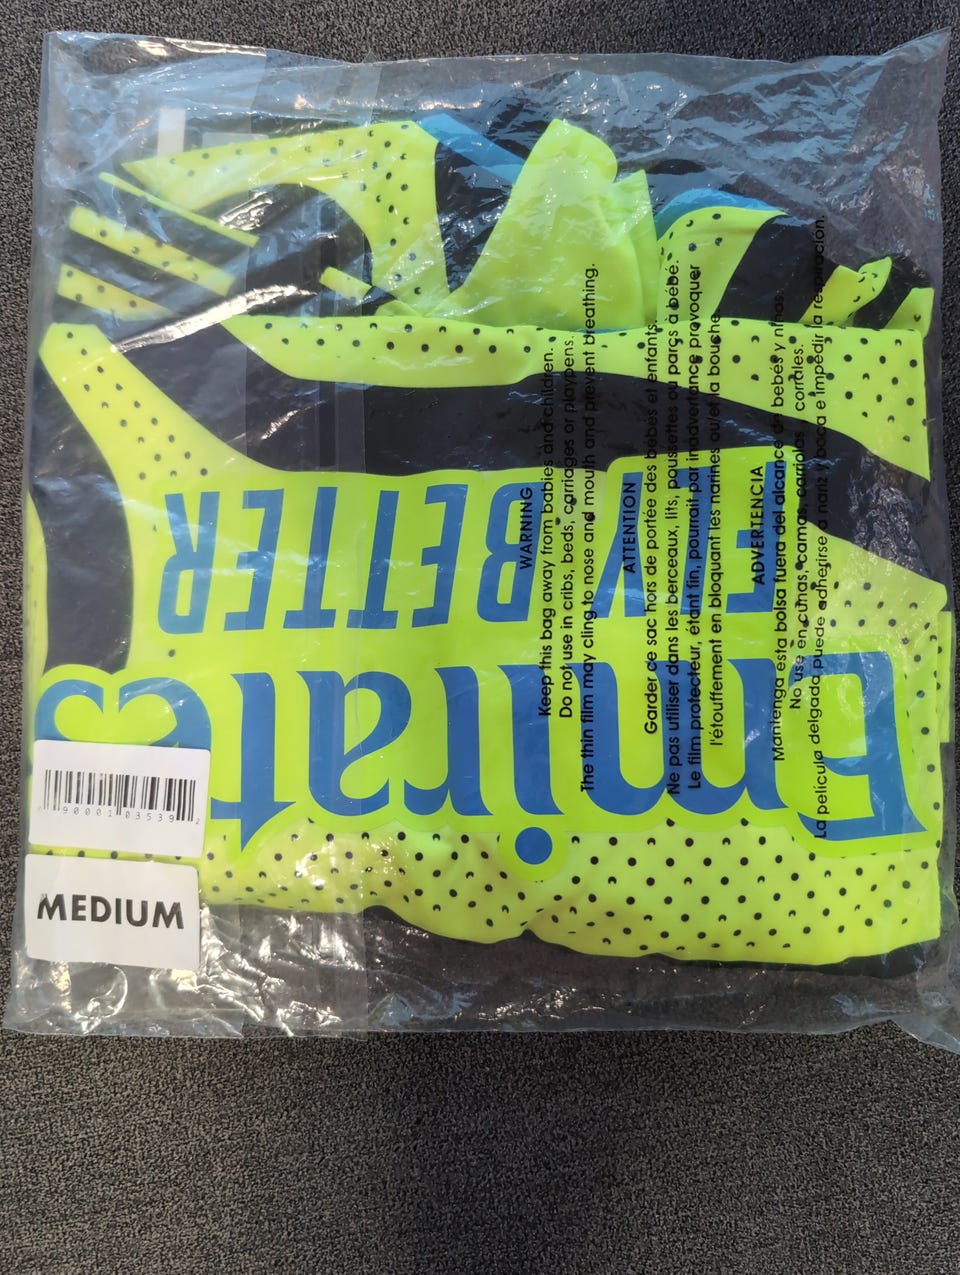 Emirates
FLY BETTER
WARNING
Keep this bag away from babies and children.
Do not use in cribs, beds, carriages or playpens.
The thin film may cling to nose and mouth and prevent breathing.
ATTENTION
Garder ce sac hors de portée des bébés et enfants.
Ne pas utiliser dans les berceaux, lits, poussettes ou parcs à bébé.
Le film protecteur, étant fin, pourrait par inadvertance provoquer
l'étouffement en bloquant les narines ou/et la bouche.
ADVERTENCIA
Mantenga esta bolsa fuera del alcance de bebés y niños.
No use en cunas, camas, carriolas y corrales.
La película delgada puede adherirse a nariz y boca e impedir la respiración.
0 90001 03539 2
MEDIUM